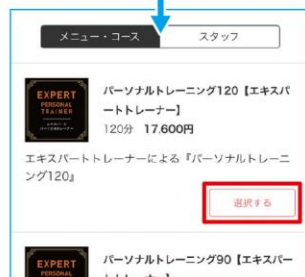 メニュー・コース
スタッフ
EXPERT
PERSONAL
TRAINER
パーソナルトレーニング120【エキスパ
ートトレーナー】
120分 17,600円
エキスパートトレーナーによる『パーソナルトレーニ
ング120』
選択する
EXPERT
PERSONAL
パーソナルトレーニング90【エキスパー